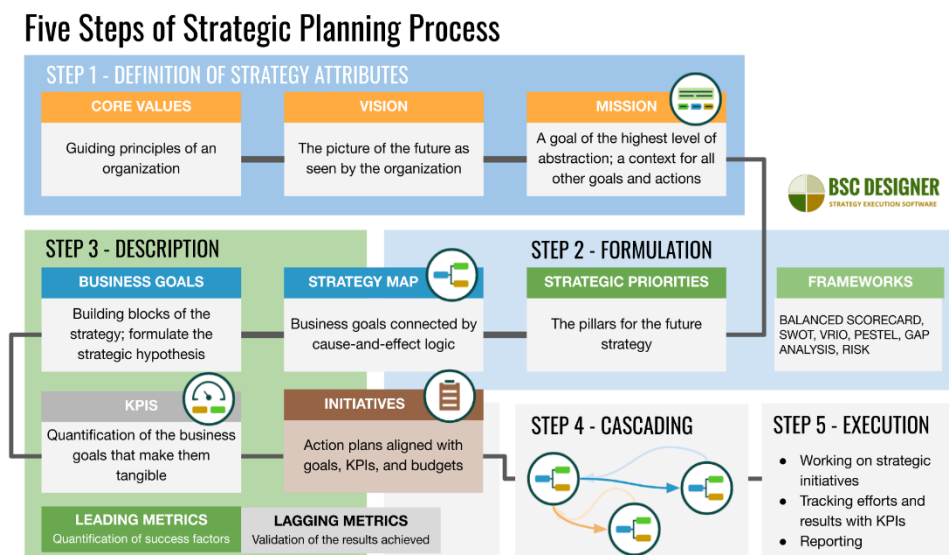 Five Steps of Strategic Planning Process
STEP 1 - DEFINITION OF STRATEGY ATTRIBUTES
CORE VALUES
Guiding principles of an
organization
VISION
The picture of the future as
seen by the organization
MISSION
A goal of the highest level of
abstraction; a context for all
other goals and actions
BSC DESIGNER
STRATEGY EXECUTION SOFTWARE
STEP 2 - FORMULATION
STRATEGIC PRIORITIES
The pillars for the future
strategy
FRAMEWORKS
BALANCED SCORECARD,
SWOT, VRIO, PESTEL, GAP
ANALYSIS, RISK
STEP 3 - DESCRIPTION
STRATEGY MAP
Business goals connected by
cause-and-effect logic
BUSINESS GOALS
Building blocks of the
strategy; formulate the
strategic hypothesis
KPIS
Quantification of the business
goals that make them
tangible
INITIATIVES
Action plans aligned with
goals, KPIs, and budgets
LEADING METRICS
Quantification of success factors
LAGGING METRICS
Validation of the results achieved
STEP 4 - CASCADING
STEP 5 - EXECUTION
● Working on strategic
initiatives
● Tracking efforts and
results with KPIs
● Reporting